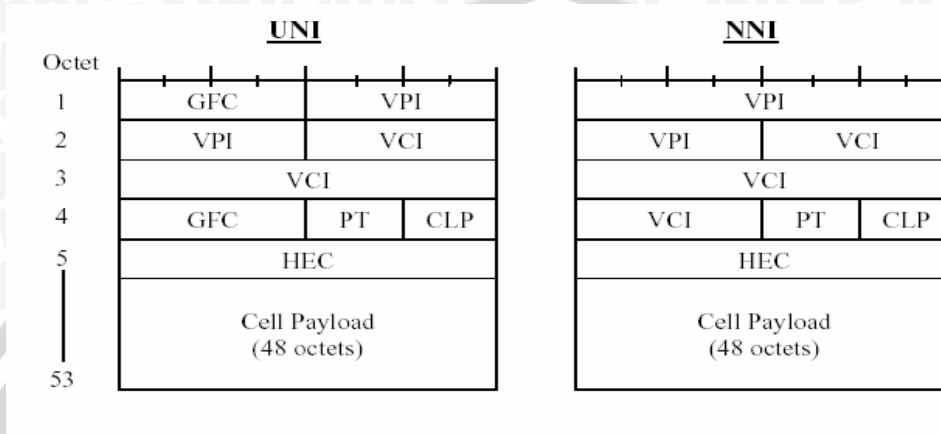 UNI NNI
Octet
1 GFC VPI VPI
2 VPI VCI VPI VCI
3 VCI VCI
4 GFC PT CLP VCI PT CLP
5 HEC HEC
Cell Payload Cell Payload
(48 octets) (48 octets)
53